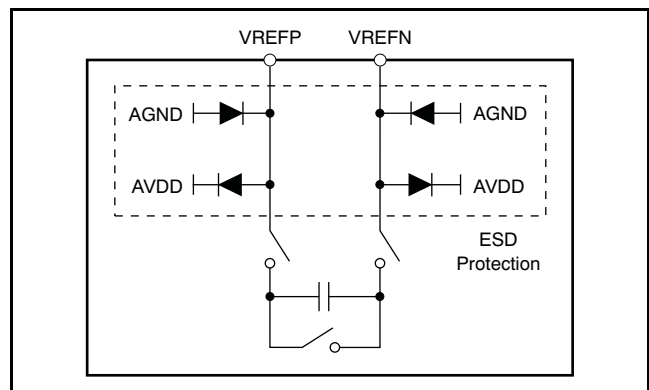 VREFP VREFN
AGND AGND
AVDD AVDD
ESD
Protection